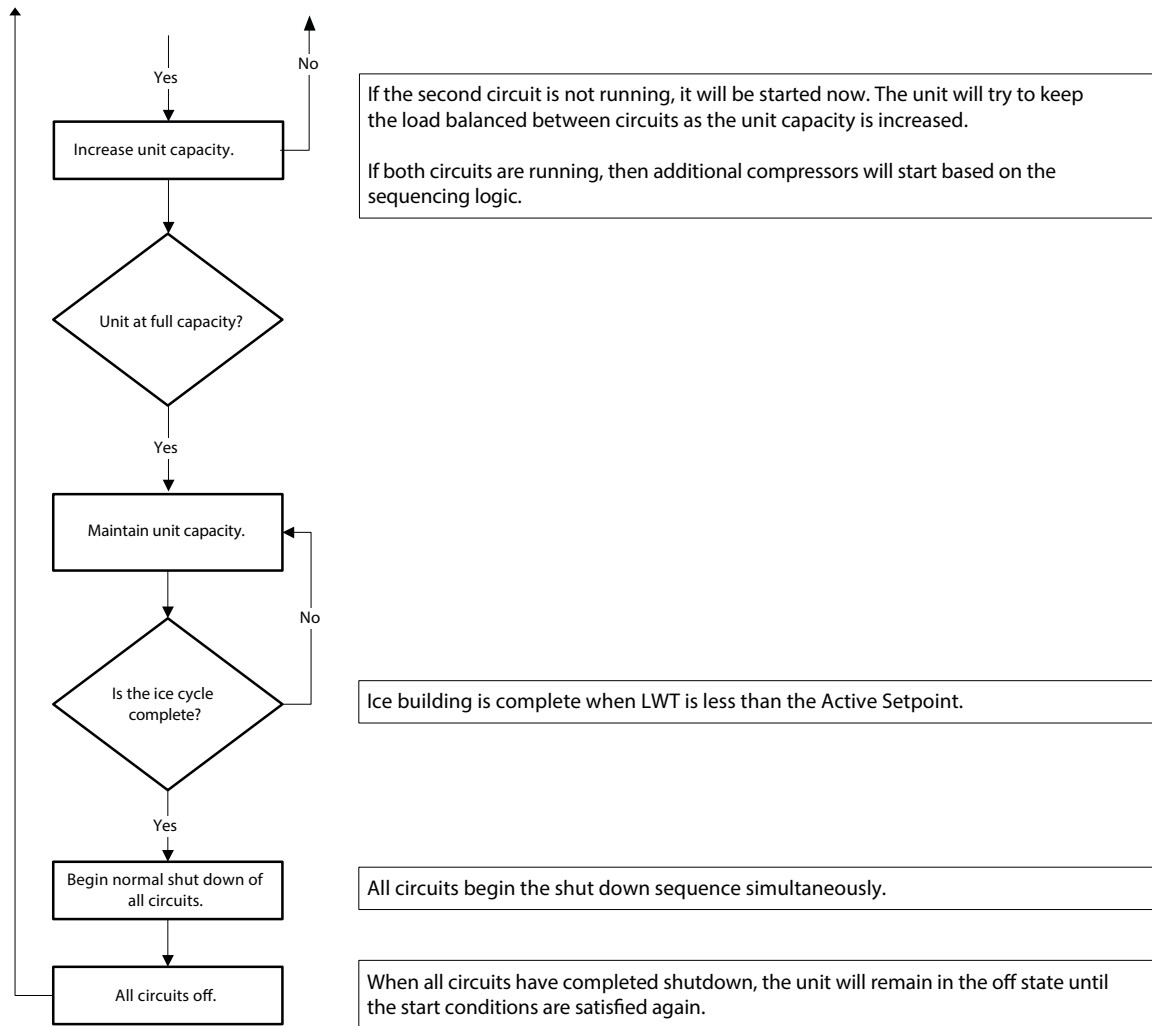 Yes
No
If the second circuit is not running, it will be started now. The unit will try to keep
the load balanced between circuits as the unit capacity is increased.
If both circuits are running, then additional compressors will start based on the
sequencing logic.
Increase unit capacity.
Unit at full capacity?
Yes
Maintain unit capacity.
No
Is the ice cycle
complete?
Ice building is complete when LWT is less than the Active Setpoint.
Yes
Begin normal shut down of
all circuits.
All circuits begin the shut down sequence simultaneously.
All circuits off.
When all circuits have completed shutdown, the unit will remain in the off state until
the start conditions are satisfied again.